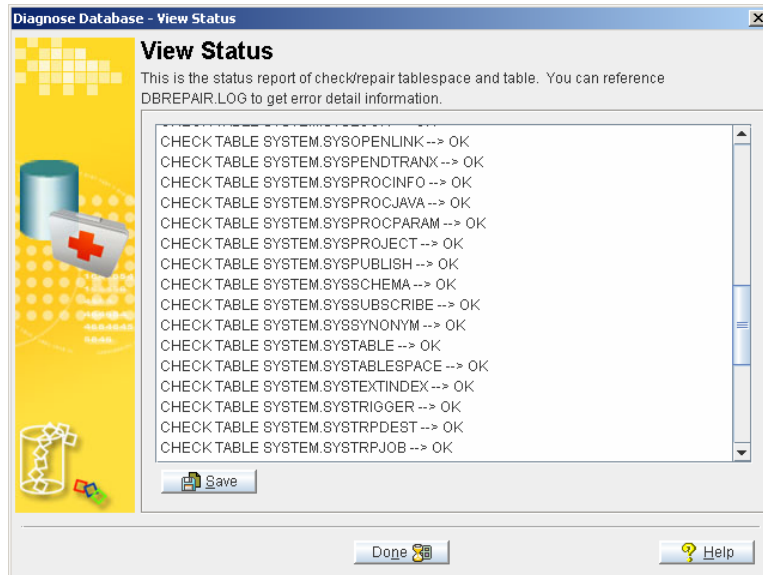 Diagnose Database - View Status
View Status
This is the status report of check/repair tablespace and table. You can reference
DBREPAIR.LOG to get error detail information.
CHECK TABLE SYSTEM.SYSOPENLINK --> OK
CHECK TABLE SYSTEM.SYSPENDTRANX --> OK
CHECK TABLE SYSTEM.SYSPROCINFO --> OK
CHECK TABLE SYSTEM.SYSPROCJAVA --> OK
CHECK TABLE SYSTEM.SYSPROCPARAM --> OK
CHECK TABLE SYSTEM.SYSPROJECT --> OK
CHECK TABLE SYSTEM.SYSPUBLISH --> OK
CHECK TABLE SYSTEM.SYSSCHEMA --> OK
CHECK TABLE SYSTEM.SYSSUBSCRIBE --> OK
CHECK TABLE SYSTEM.SYSSYNONYM --> OK
CHECK TABLE SYSTEM.SYSTABLE --> OK
CHECK TABLE SYSTEM.SYSTABLESPACE --> OK
CHECK TABLE SYSTEM.SYSTEXTINDEX --> OK
CHECK TABLE SYSTEM.SYSTRIGGER --> OK
CHECK TABLE SYSTEM.SYSTRPDEST --> OK
CHECK TABLE SYSTEM.SYSTRPJOB --> OK
Save
Done
Help